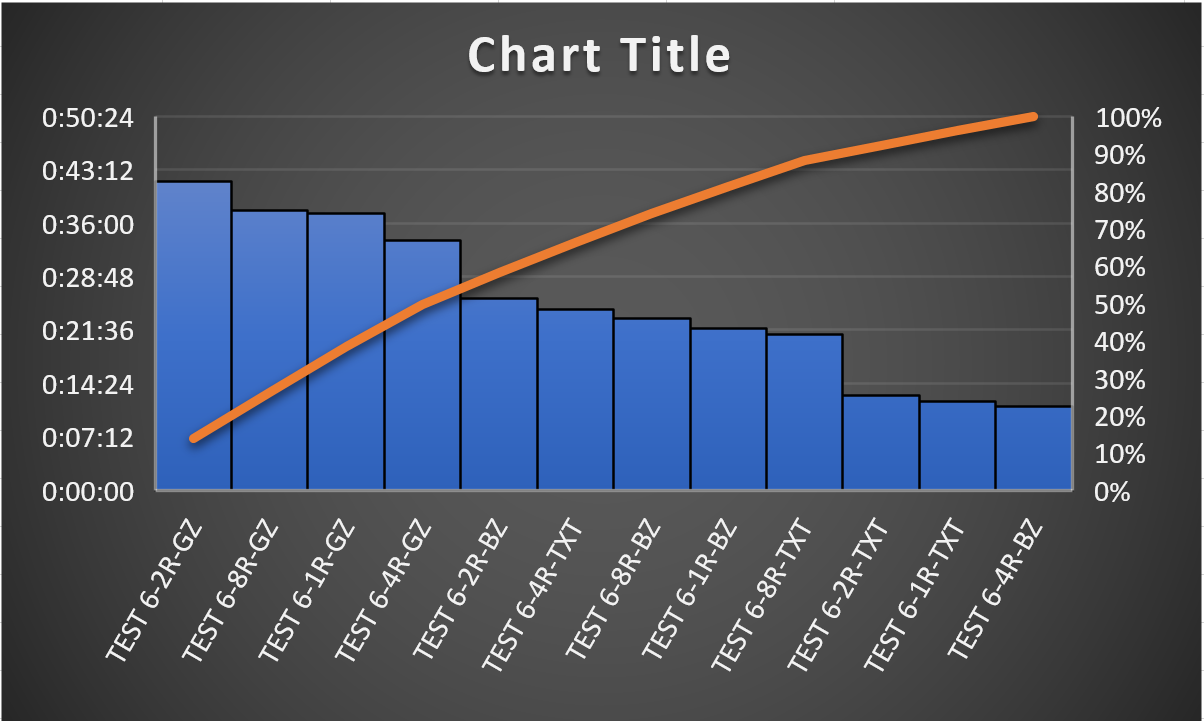 Chart Title
0:50:24
0:43:12
0:36:00
0:28:48
0:21:36
0:14:24
0:07:12
0:00:00
100%
90%
80%
70%
60%
50%
40%
30%
20%
10%
0%
TEST 6-2R-GZ
TEST 6-8R-GZ
TEST 6-1R-GZ
TEST 6-4R-GZ
TEST 6-2R-BZ
TEST 6-4R-TXT
TEST 6-8R-BZ
TEST 6-1R-BZ
TEST 6-8R-TXT
TEST 6-2R-TXT
TEST 6-1R-TXT
TEST 6-4R-BZ